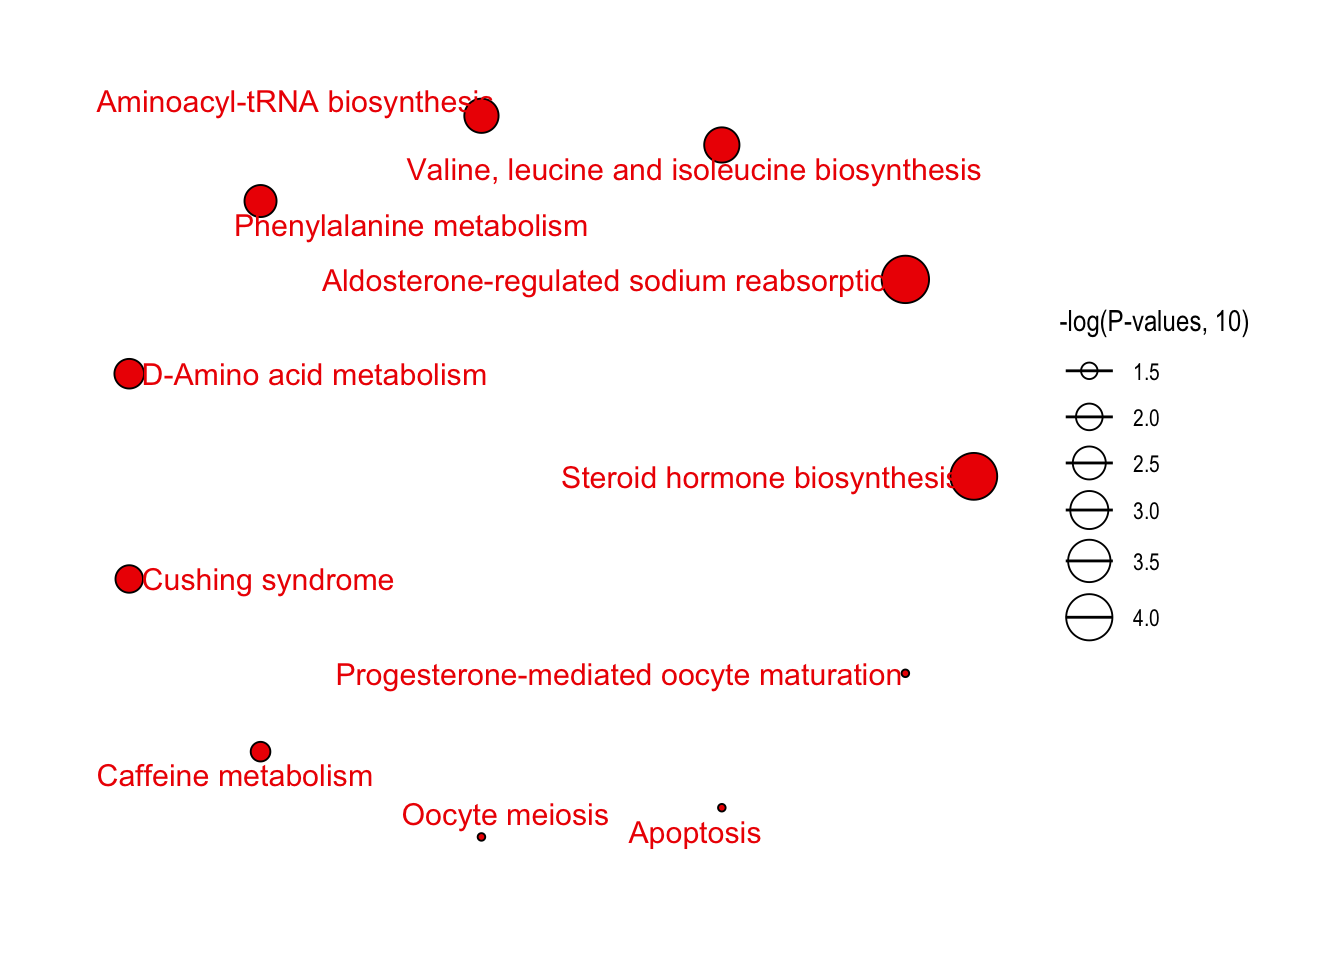 Aminoacyl-tRNA biosynthesis
Valine, leucine and isoleucine biosynthesis
Phenylalanine metabolism
Aldosterone-regulated sodium reabsorption
D-Amino acid metabolism
Steroid hormone biosynthesis
Cushing syndrome
Progesterone-mediated oocyte maturation
Caffeine metabolism
Oocyte meiosis
Apoptosis
-log(P-values, 10)
1.5
2.0
2.5
3.0
3.5
4.0